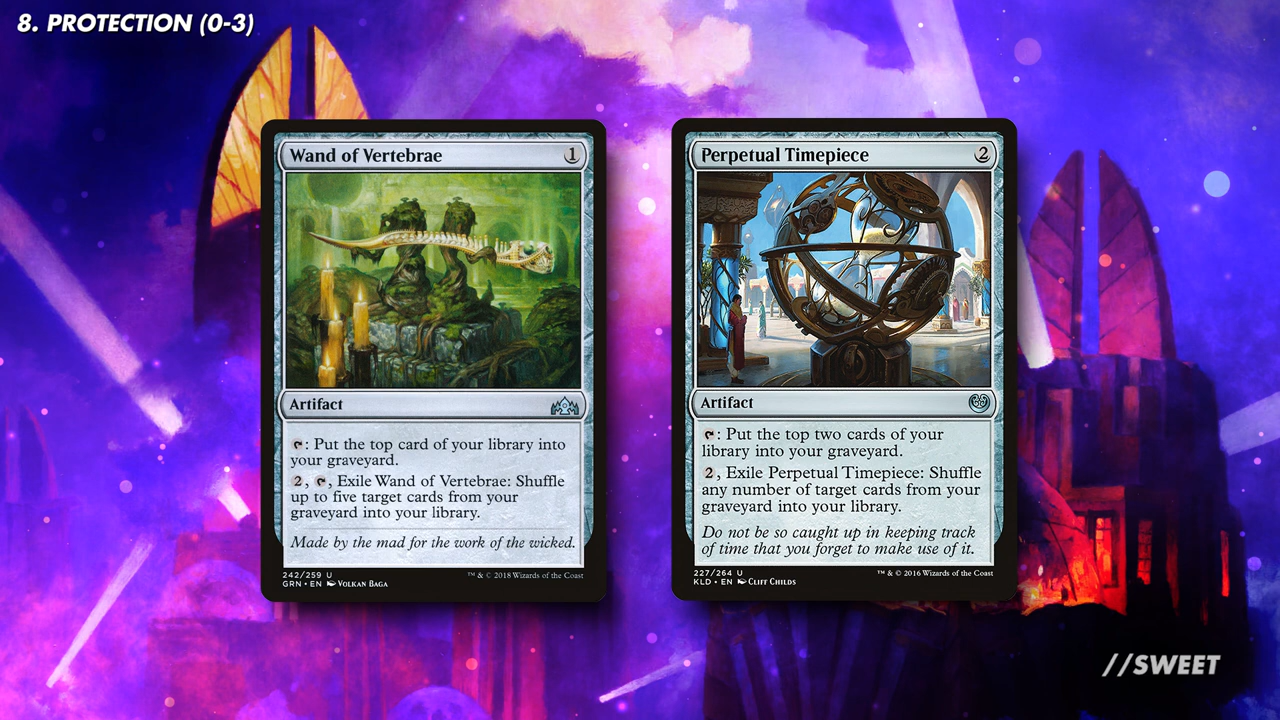 8. PROTECTION (0-3)
Wand of Vertebrae 1
Artifact
: Put the top card of your library into
your graveyard.
2, , Exile Wand of Vertebrae: Shuffle
up to five target cards from your
graveyard into your library.
Made by the mad for the work of the wicked.
242/259 U
GRN • EN VOLKAN BAGA
™ & © 2018 Wizards of the Coast
Perpetual Timepiece 2
Artifact
: Put the top two cards of your
library into your graveyard.
2, Exile Perpetual Timepiece: Shuffle
any number of target cards from your
graveyard into your library.
Do not be so caught up in keeping track
of time that you forget to make use of it.
227/264 U
KLD • EN CLIFF CHILDS
™ & © 2016 Wizards of the Coast
//SWEET